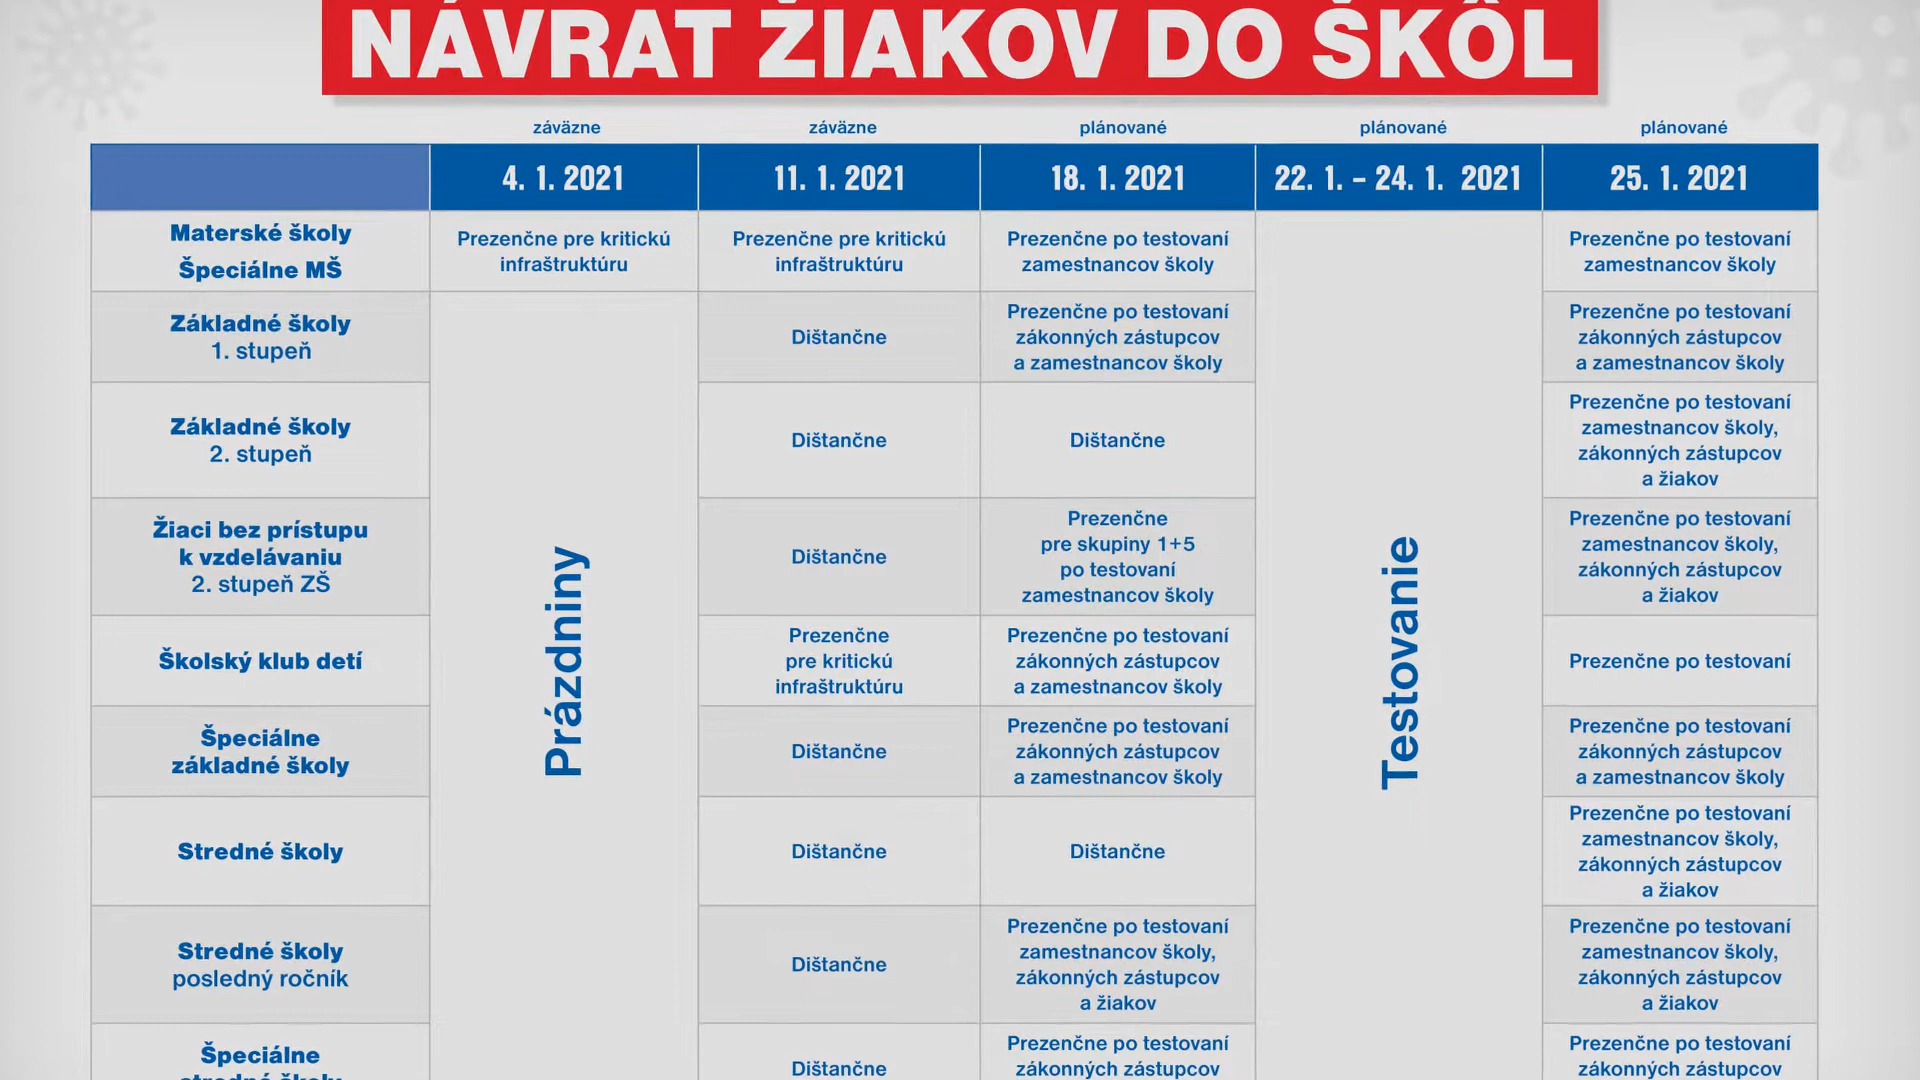 NÁVRAT ŽIAKOV DO ŠKÔL
záväzne
záväzne
plánované
plánované
plánované
4. 1. 2021
11. 1. 2021
18. 1. 2021
22. 1. – 24. 1. 2021
25. 1. 2021
Materské školy
Špeciálne MŠ
Prezenčne pre kritickú
infraštruktúru
Prezenčne pre kritickú
infraštruktúru
Prezenčne po testovaní
zamestnancov školy
Prezenčne po testovaní
zamestnancov školy
Prázdniny
Testovanie
Základné školy
1. stupeň
Dištančne
Prezenčne po testovaní
zákonných zástupcov
a zamestnancov školy
Prezenčne po testovaní
zákonných zástupcov
a zamestnancov školy
Základné školy
2. stupeň
Dištančne
Dištančne
Prezenčne po testovaní
zamestnancov školy,
zákonných zástupcov
a žiakov
Žiaci bez prístupu
k vzdelávaniu
2. stupeň ZŠ
Dištančne
Prezenčne
pre skupiny 1+5
po testovaní
zamestnancov školy
Prezenčne po testovaní
zamestnancov školy,
zákonných zástupcov
a žiakov
Školský klub detí
Prezenčne
pre kritickú
infraštruktúru
Prezenčne po testovaní
zákonných zástupcov
a zamestnancov školy
Prezenčne po testovaní
Špeciálne
základné školy
Dištančne
Prezenčne po testovaní
zákonných zástupcov
a zamestnancov školy
Prezenčne po testovaní
zákonných zástupcov
a zamestnancov školy
Stredné školy
Dištančne
Dištančne
Prezenčne po testovaní
zamestnancov školy,
zákonných zástupcov
a žiakov
Stredné školy
posledný ročník
Dištančne
Prezenčne po testovaní
zamestnancov školy,
zákonných zástupcov
a žiakov
Prezenčne po testovaní
zamestnancov školy,
zákonných zástupcov
a žiakov
Špeciálne
stredné školy
Dištančne
Prezenčne po testovaní
zákonných zástupcov
Prezenčne po testovaní
zákonných zástupcov